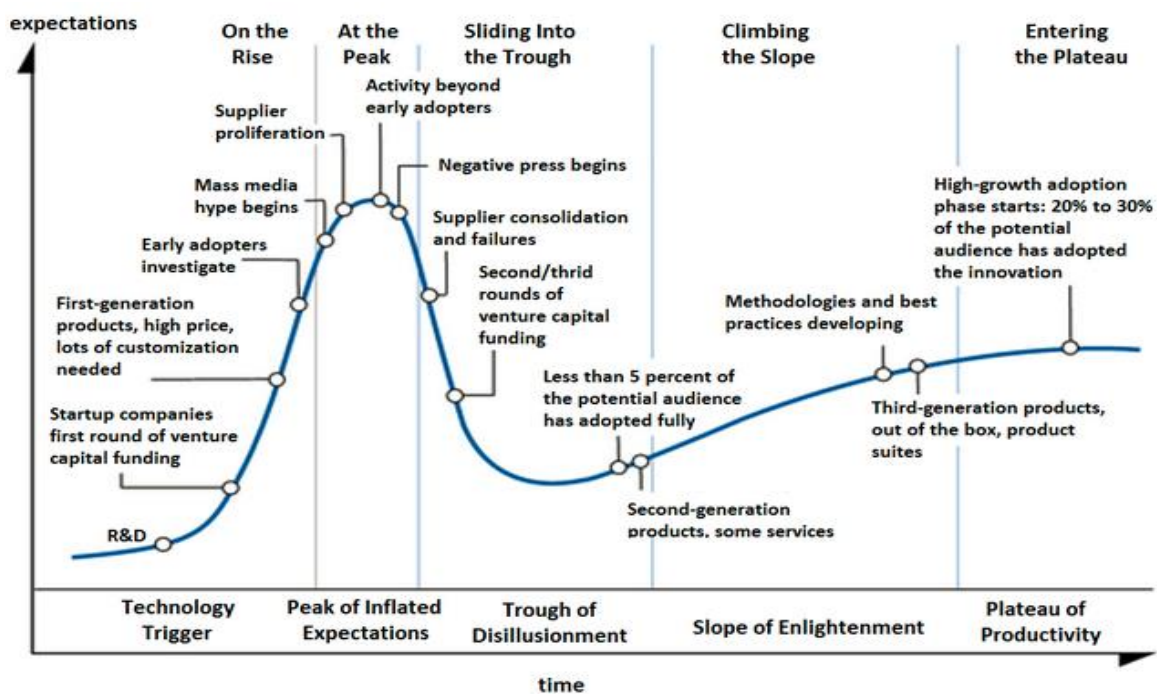 expectations
On the
Rise
At the
Peak
Sliding Into
the Trough
Climbing
the Slope
Entering
the Plateau
Activity beyond
early adopters
Supplier
proliferation
Negative press begins
Mass media
hype begins
Supplier consolidation
and failures
Early adopters
investigate
Second/thrid
rounds of
venture capital
funding
First-generation
products, high price,
lots of customization
needed
Startup companies
first round of venture
capital funding
R&D
Less than 5 percent of
the potential audience
has adopted fully
Second-generation
products, some services
Methodologies and best
practices developing
Third-generation products,
out of the box, product
suites
High-growth adoption
phase starts: 20% to 30%
of the potential
audience has adopted
the innovation
Technology
Trigger
Peak of Inflated
Expectations
Trough of
Disillusionment
Slope of Enlightenment
Plateau of
Productivity
time